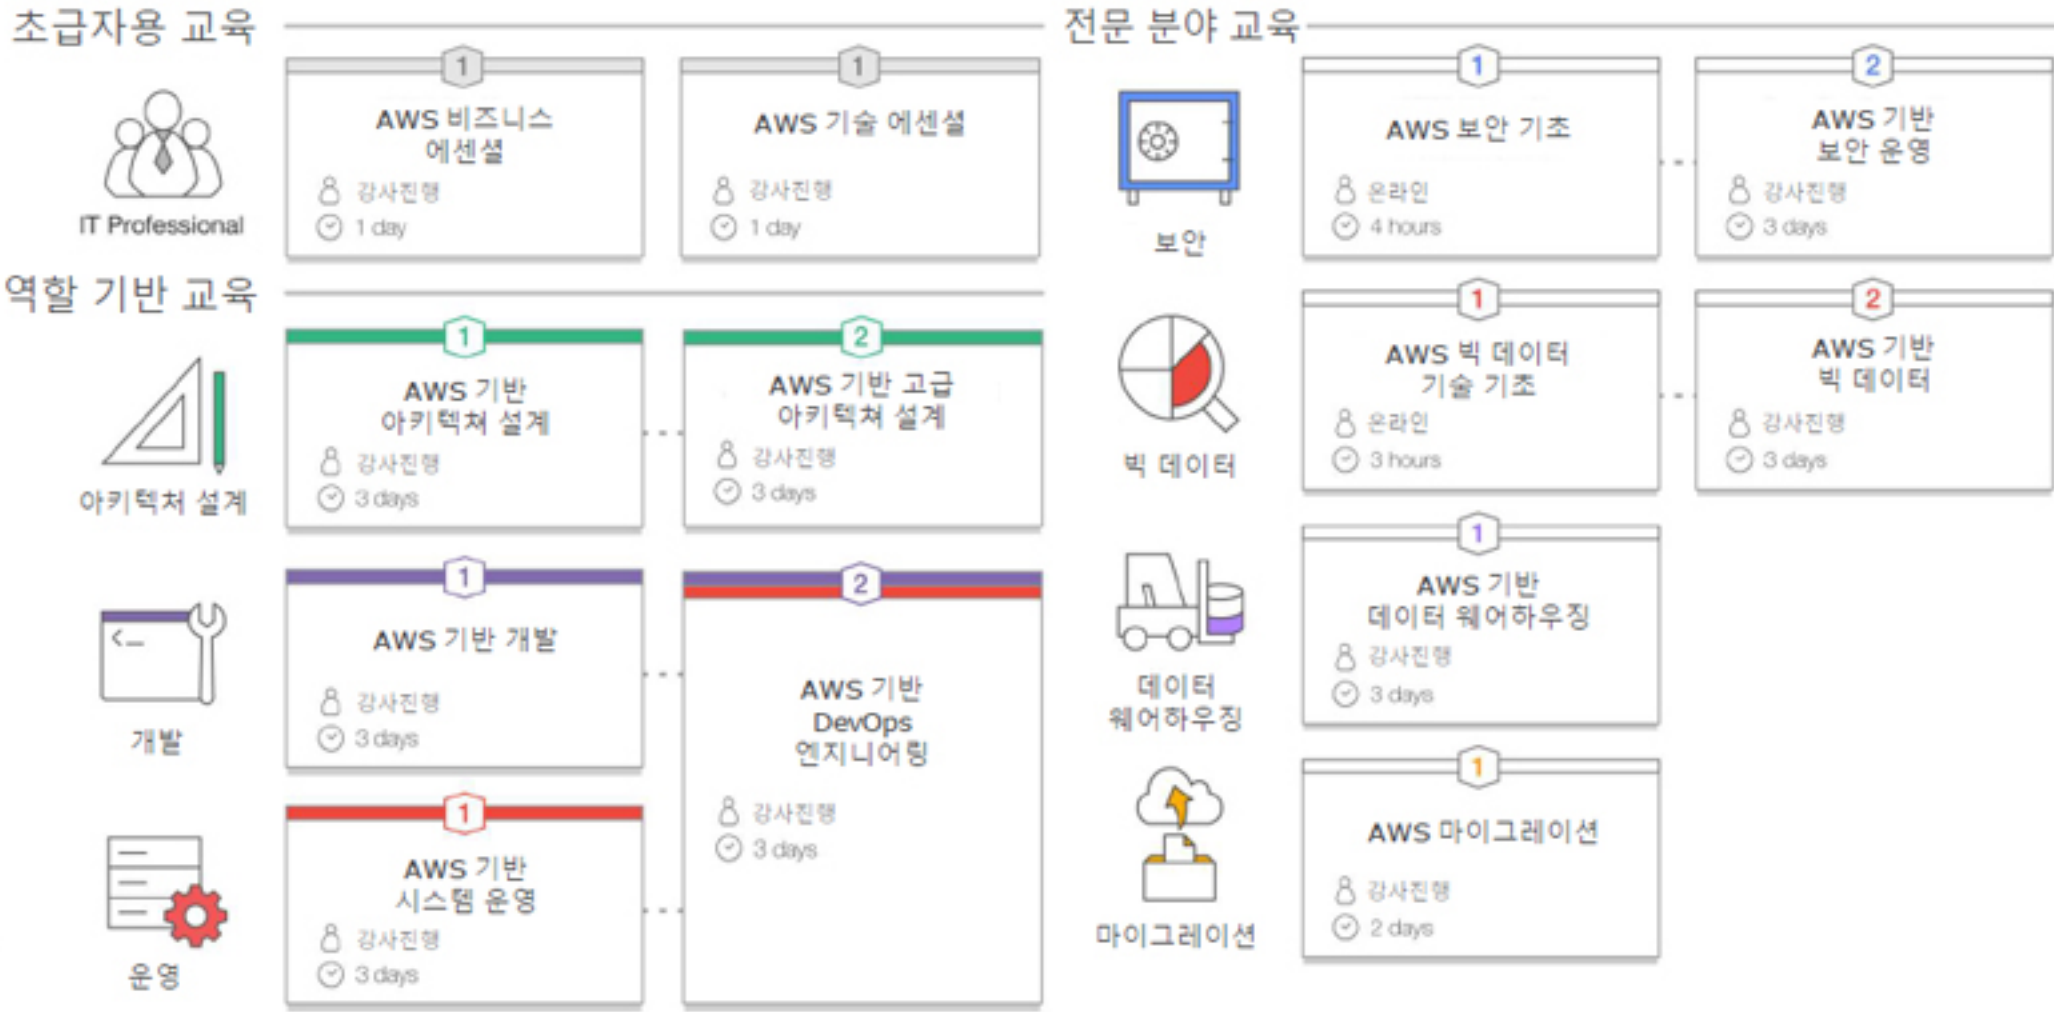 초급자용 교육
IT Professional
1
AWS 비즈니스
에센셜
강사진행
1 day
1
AWS 기술 에센셜
강사진행
1 day
역할 기반 교육
아키텍처 설계
1
AWS 기반
아키텍쳐 설계
강사진행
3 days
2
AWS 기반 고급
아키텍쳐 설계
강사진행
3 days
개발
<_
1
AWS 기반 개발
강사진행
3 days
2
AWS 기반
DevOps
엔지니어링
강사진행
3 days
운영
1
AWS 기반
시스템 운영
강사진행
3 days
전문 분야 교육
보안
1
AWS 보안 기초
온라인
4 hours
2
AWS 기반
보안 운영
강사진행
3 days
빅 데이터
1
AWS 빅 데이터
기술 기초
온라인
3 hours
2
AWS 기반
빅 데이터
강사진행
3 days
데이터
웨어하우징
1
AWS 기반
데이터 웨어하우징
강사진행
3 days
마이그레이션
1
AWS 마이그레이션
강사진행
2 days